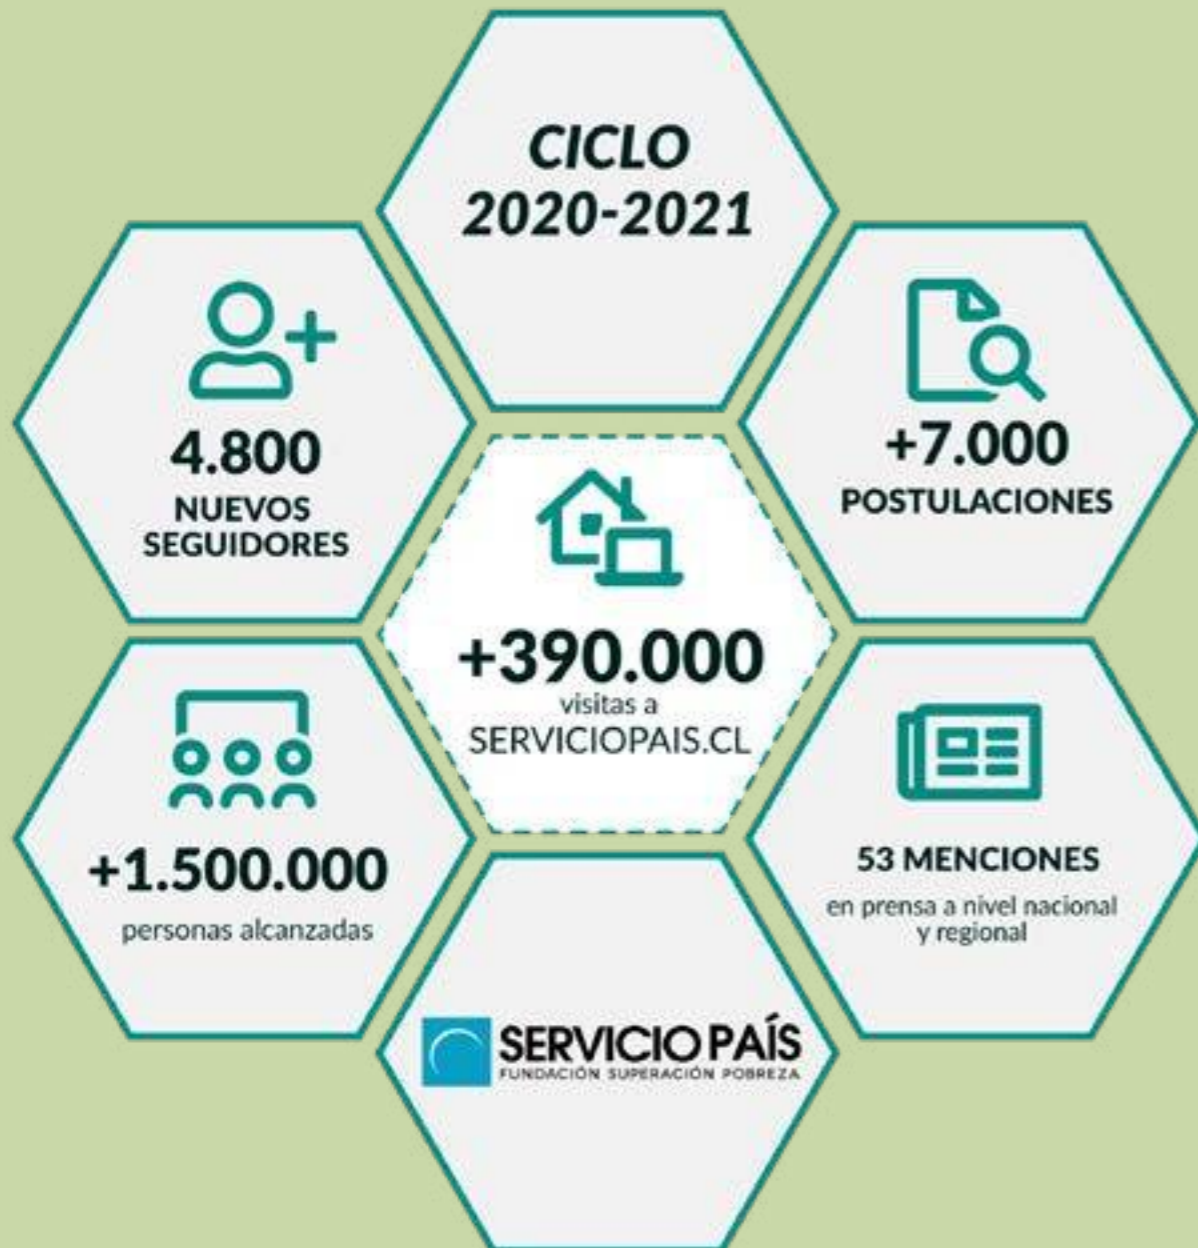 CICLO
2020-2021
4.800
NUEVOS
SEGUIDORES
+7.000
POSTULACIONES
+390.000
visitas a
SERVICIOPAIS.CL
+1.500.000
personas alcanzadas
53 MENCIONES
en prensa a nivel nacional
y regional
SERVICIO PAÍS
FUNDACIÓN SUPERACIÓN POBREZA